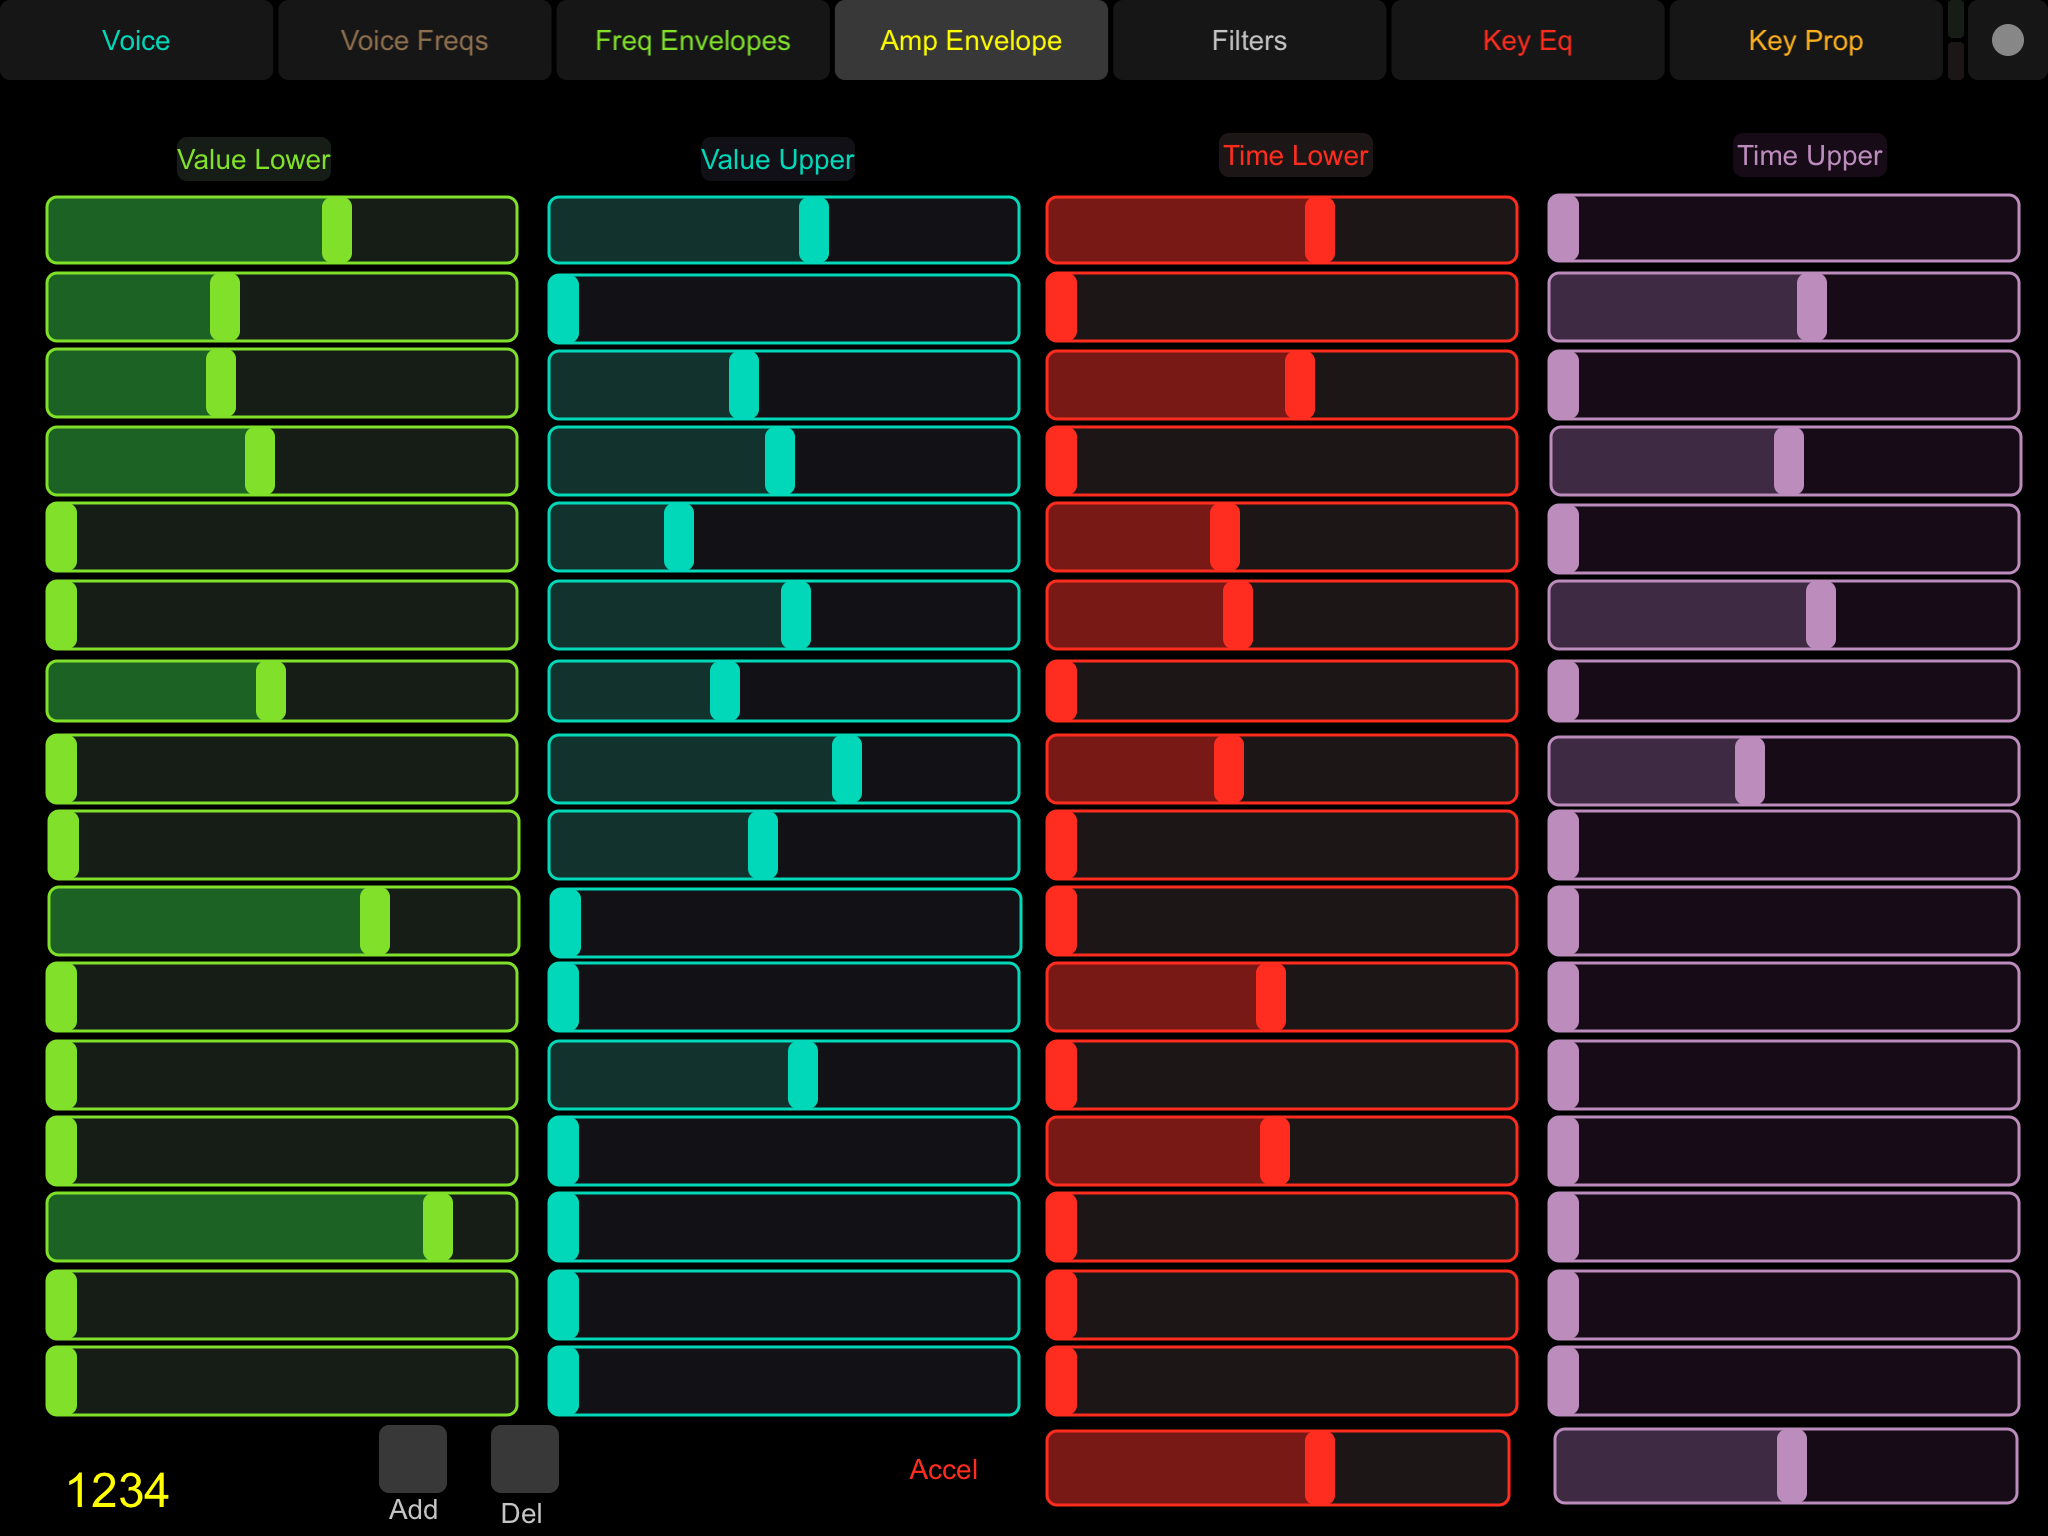 Voice
Voice Freqs
Freq Envelopes
Amp Envelope
Filters
Key Eq
Key Prop
Value Lower
Value Upper
Time Lower
Time Upper
1234
Add
Del
Accel